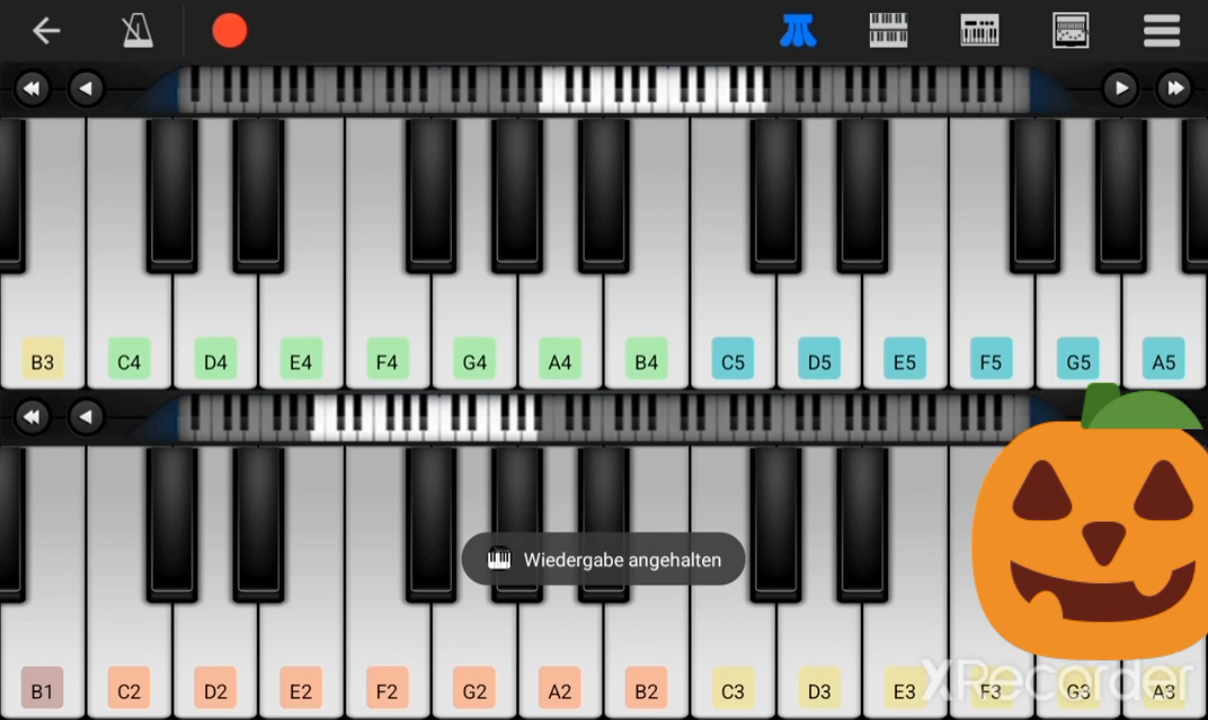 B3 C4 D4 E4 F4 G4 A4 B4 C5 D5 E5 F5 G5 A5
Wiedergabe angehalten
B1 C2 D2 E2 F2 G2 A2 B2 C3 D3 E3 F3 G3 A3
XRecorder